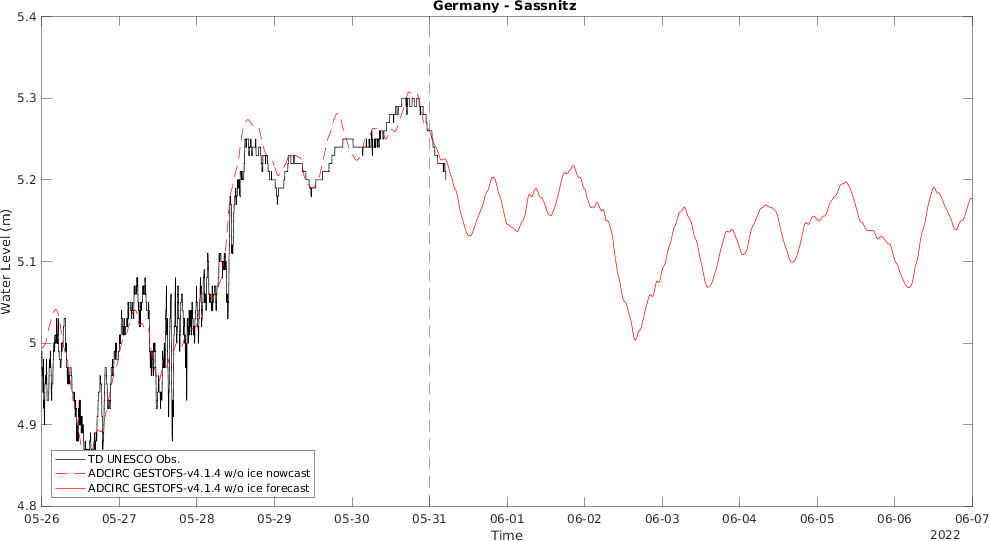 Germany - Sassnitz
5.4
5.3
5.2
5.1
5
4.9
4.8
Water Level (m)
TD UNESCO Obs.
ADCIRC GESTOFS-v4.1.4 w/o ice nowcast
ADCIRC GESTOFS-v4.1.4 w/o ice forecast
05-26 05-27 05-28 05-29 05-30 05-31 06-01 06-02 06-03 06-04 06-05 06-06 06-07
Time
2022